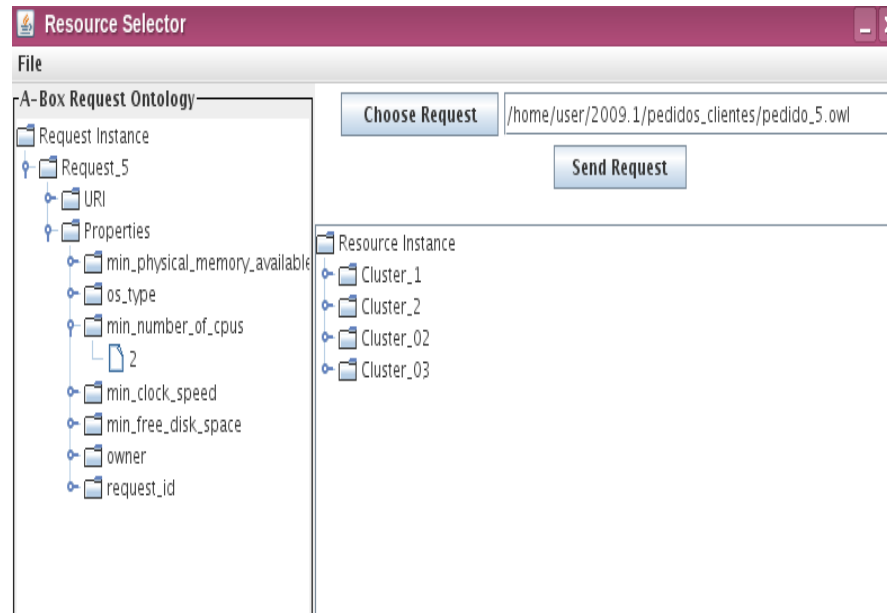 Resource Selector
File
A-Box Request Ontology
Request Instance
Request_5
URI
Properties
min_physical_memory_available
os_type
min_number_of_cpus
2
min_clock_speed
min_free_disk_space
owner
request_id
Choose Request
/home/user/2009.1/pedidos_clientes/pedido_5.owl
Send Request
Resource Instance
Cluster_1
Cluster_2
Cluster_02
Cluster_03